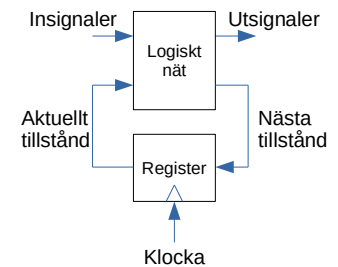 Insignaler
Utsignaler
Logiskt
nät
Aktuellt
tillstånd
Nästa
tillstånd
Register
Klocka